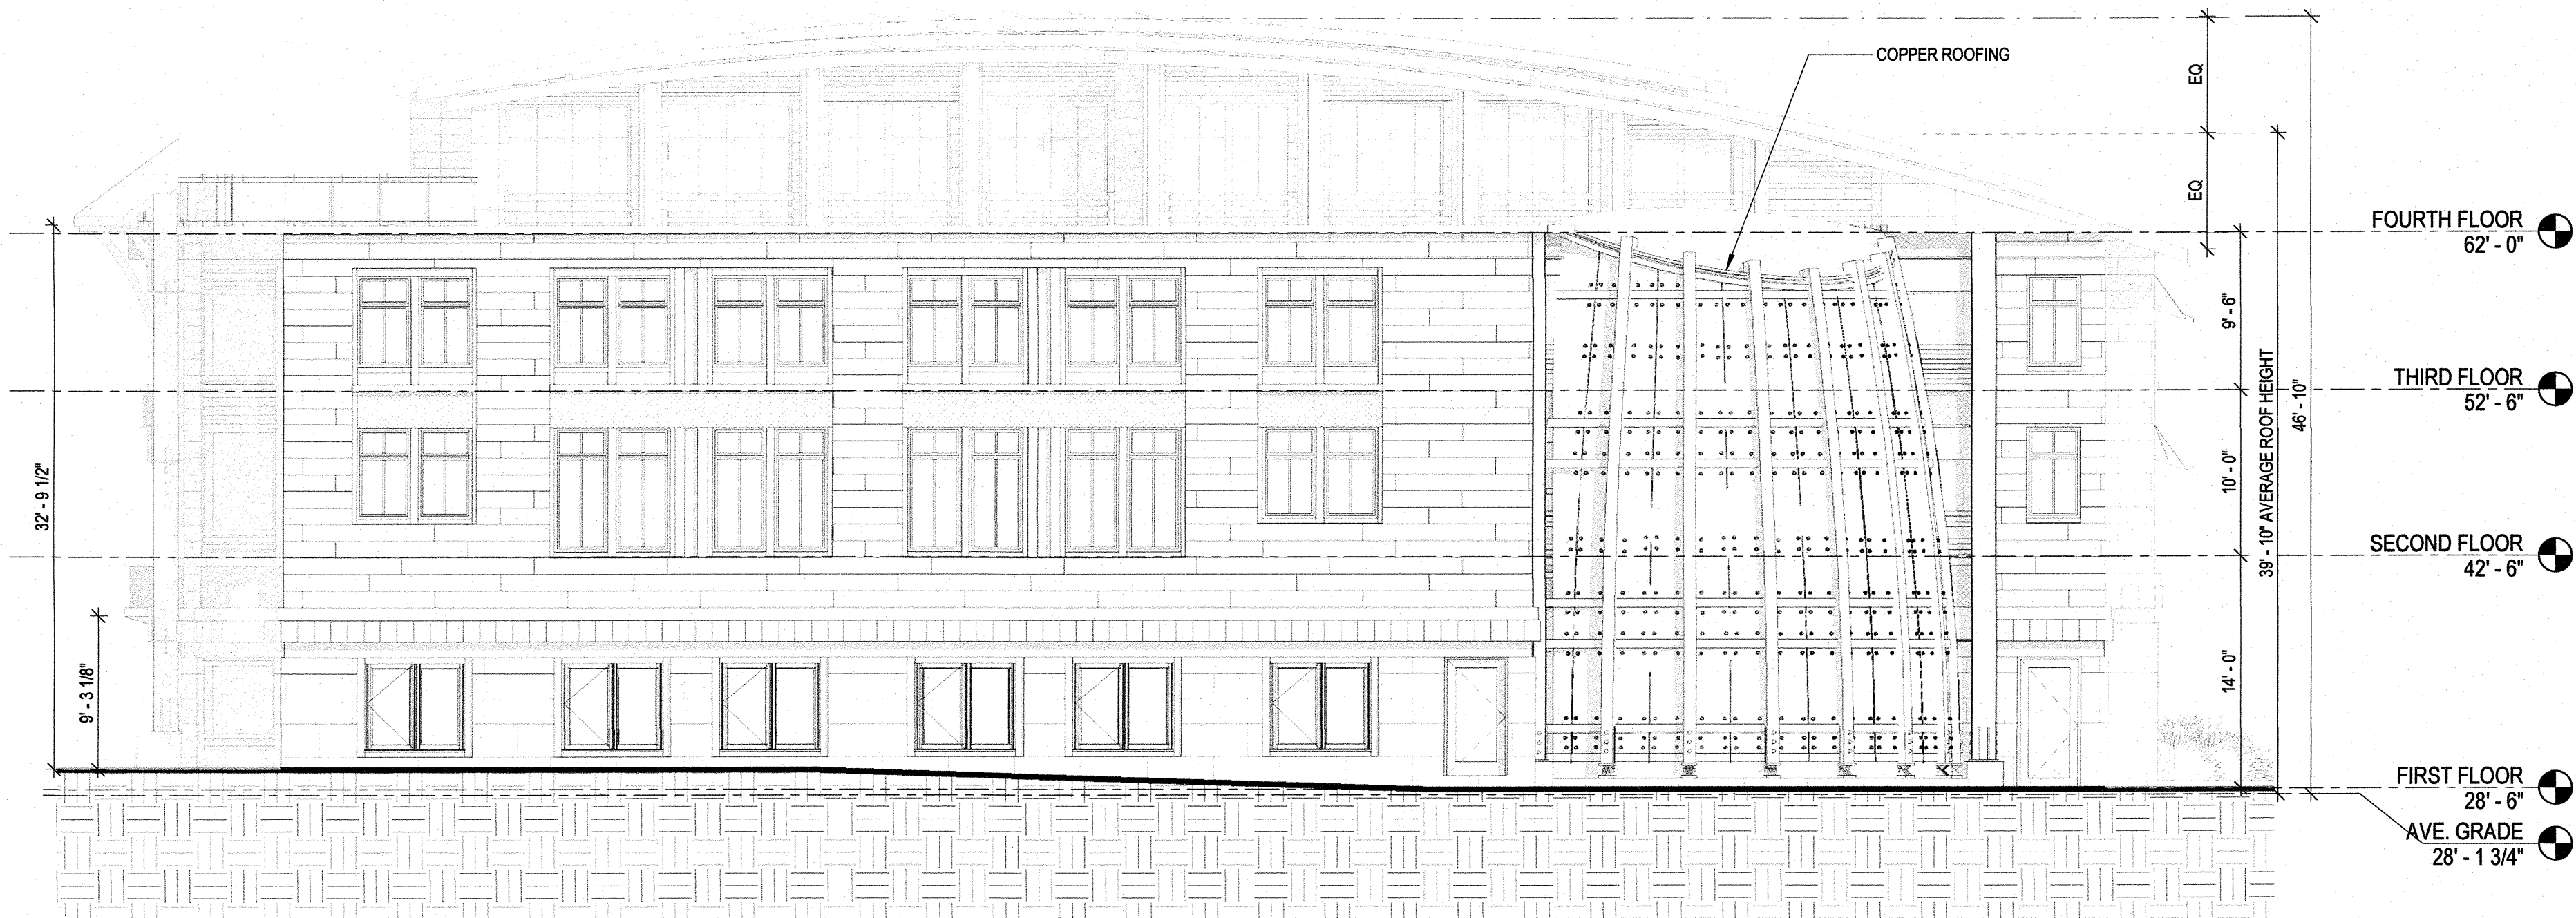 COPPER ROOFING
EQ
EQ
FOURTH FLOOR
62' - 0"
9' - 6"
THIRD FLOOR
52' - 6"
39' - 10" AVERAGE ROOF HEIGHT
46' - 10"
10' - 0"
32' - 9 1/2"
SECOND FLOOR
42' - 6"
9' - 3 1/8"
14' - 0"
FIRST FLOOR
28' - 6"
AVE. GRADE
28' - 1 3/4"